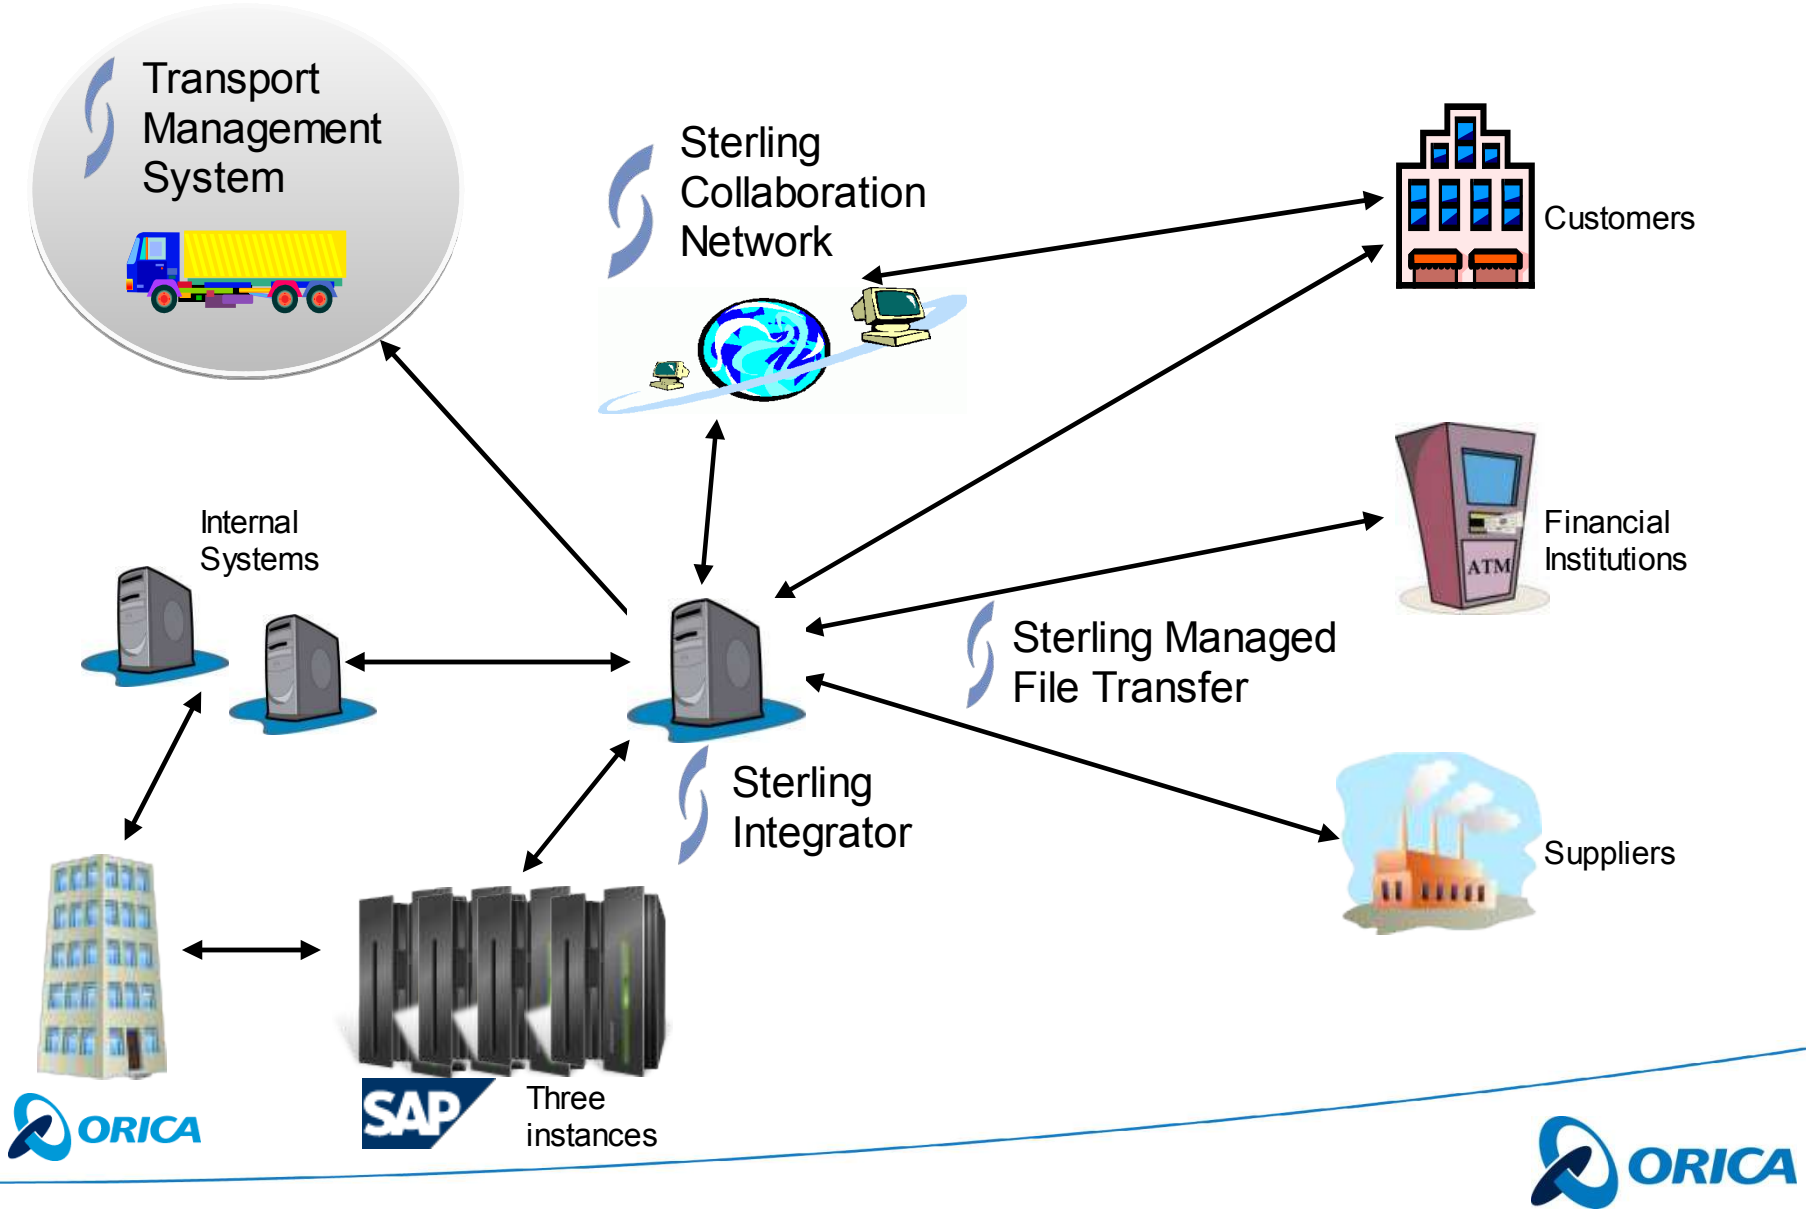 Transport
Management
System
Sterling
Collaboration
Network
Customers
Internal
Systems
Financial
Institutions
ATM
Sterling Managed
File Transfer
Sterling
Integrator
Suppliers
ORICA
SAP
Three
instances
ORICA